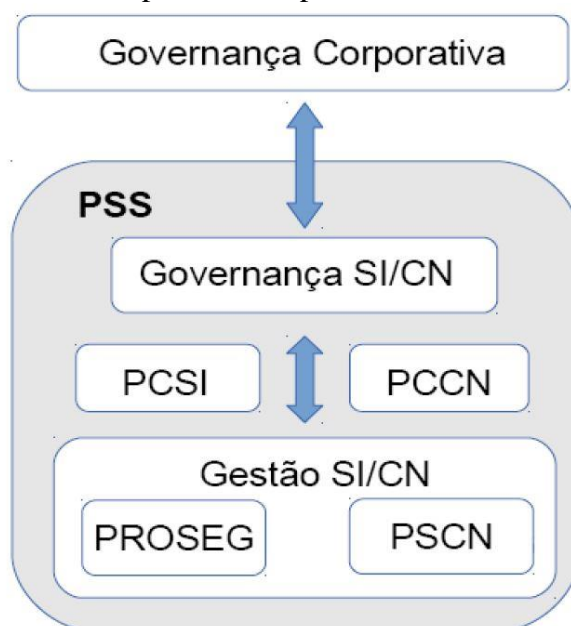 Governança Corporativa
PSS
Governança SI/CN
PCSI
PCCN
Gestão SI/CN
PROSEG
PSCN